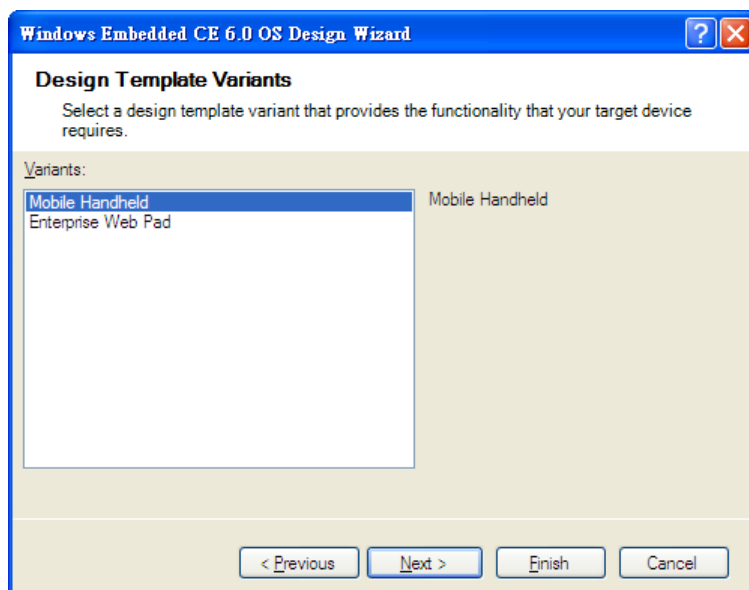 Windows Embedded CE 6.0 OS Design Wizard
Design Template Variants
Select a design template variant that provides the functionality that your target device
requires.
Variants:
Mobile Handheld
Enterprise Web Pad
Mobile Handheld
< Previous
Next >
Finish
Cancel